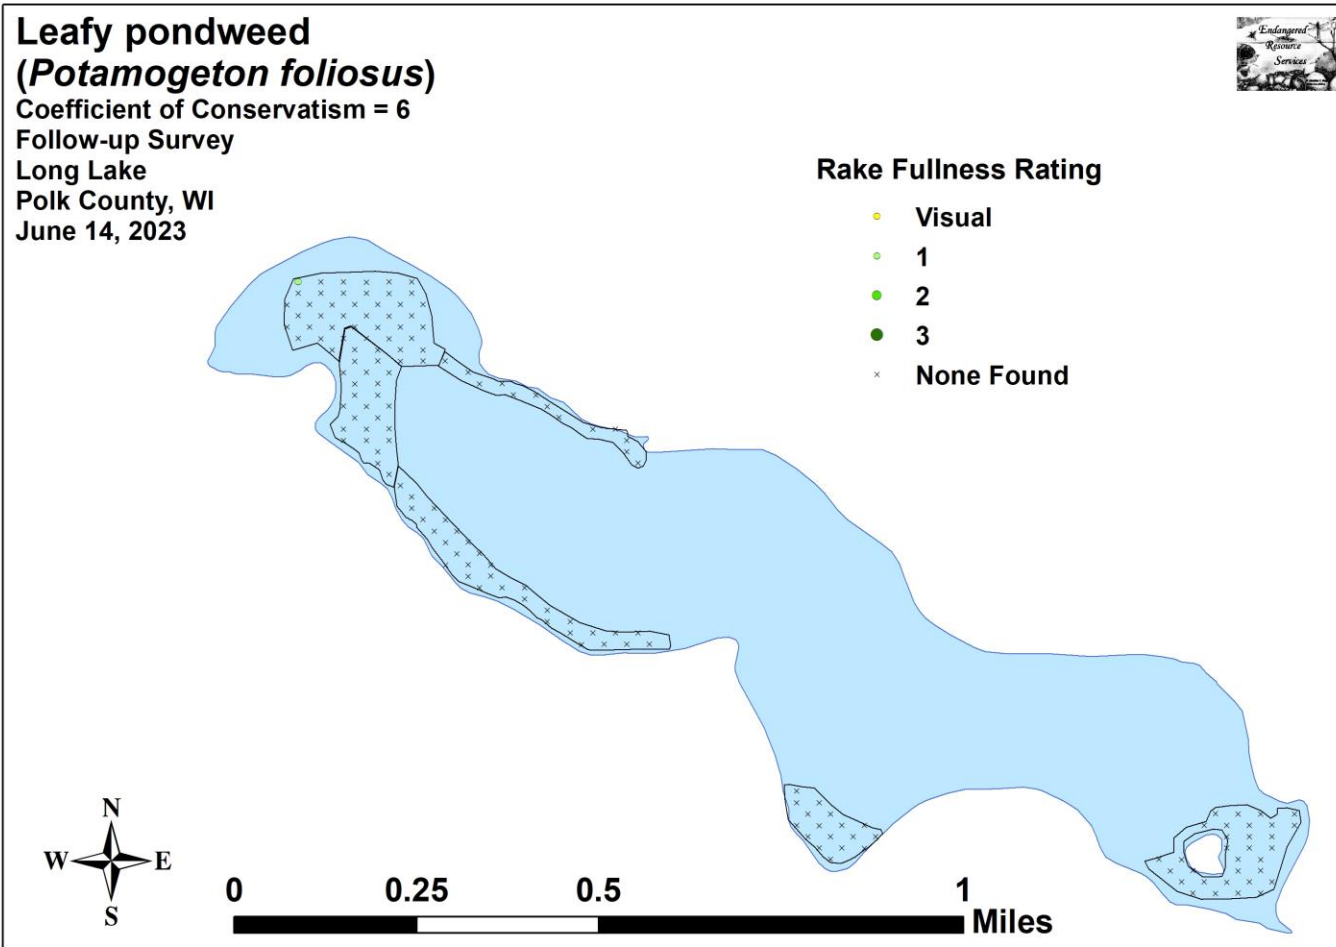 Leafy pondweed
(Potamogeton foliosus)
Coefficient of Conservatism = 6
Follow-up Survey
Long Lake
Polk County, WI
June 14, 2023
Endangered
Resource
Services
Rake Fullness Rating
Visual
1
2
3
None Found
N
W E
S
0 0.25 0.5 1
Miles